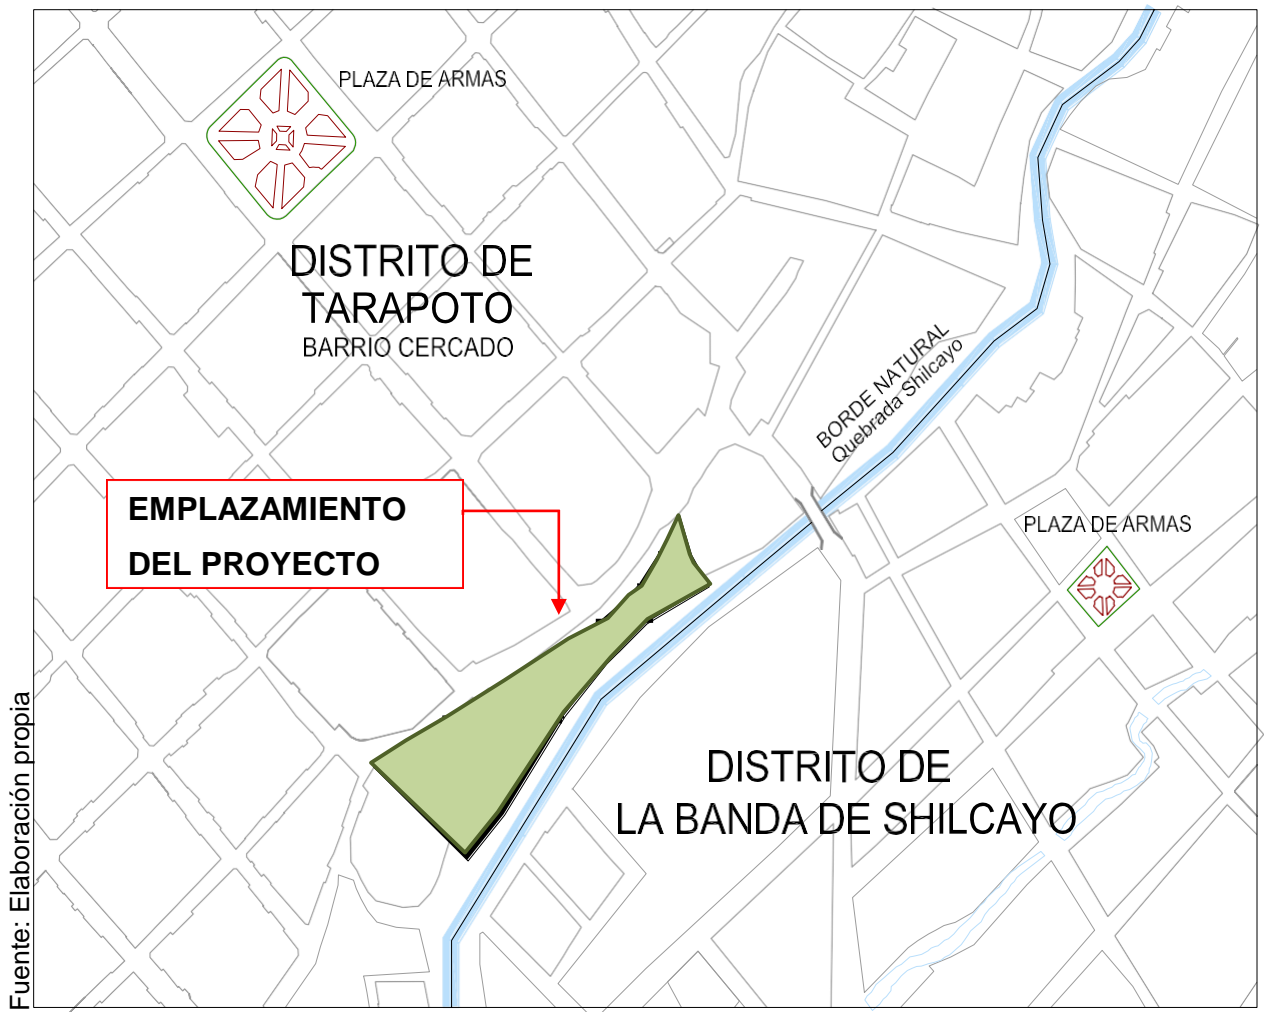 PLAZA DE ARMAS
DISTRITO DE
TARAPOTO
BARRIO CERCADO
BORDE NATURAL
Quebrada Shilcayo
EMPLAZAMIENTO
DEL PROYECTO
PLAZA DE ARMAS
DISTRITO DE
LA BANDA DE SHILCAYO
Fuente: Elaboración propia